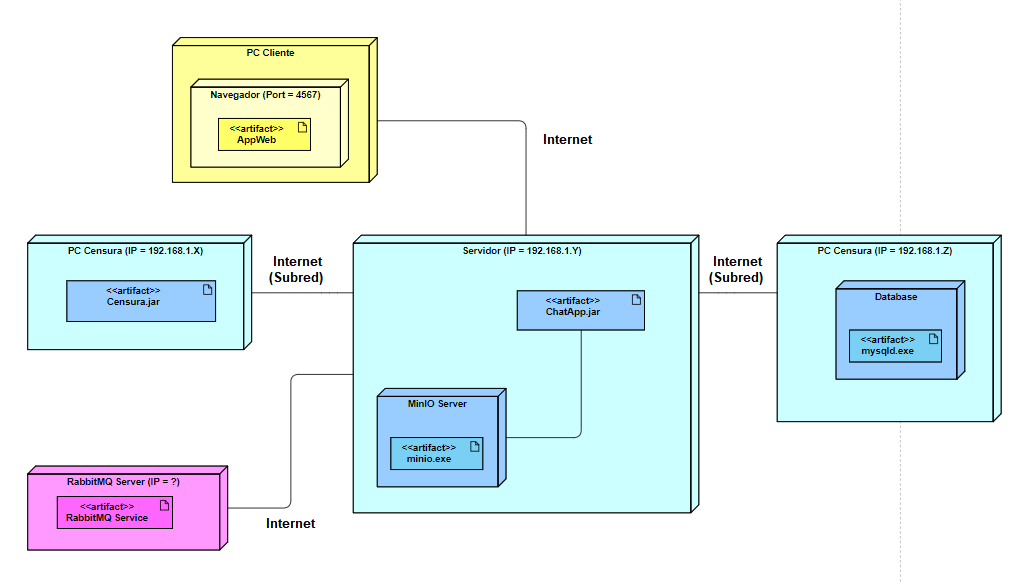 PC Cliente
Navegador (Port = 4567)
<<artifact>>
AppWeb
Internet
PC Censura (IP = 192.168.1.X)
<<artifact>>
Censura.jar
Internet
(Subred)
Servidor (IP = 192.168.1.Y)
<<artifact>>
ChatApp.jar
MinIO Server
<<artifact>>
minio.exe
Internet
(Subred)
PC Censura (IP = 192.168.1.Z)
Database
<<artifact>>
mysqld.exe
RabbitMQ Server (IP = ?)
<<artifact>>
RabbitMQ Service
Internet